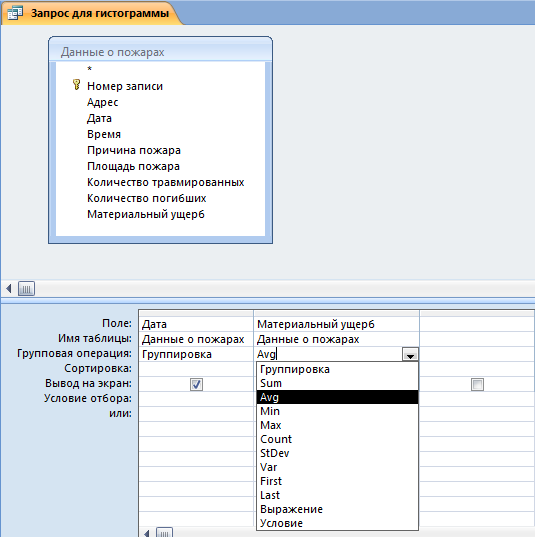 Запрос для гистограммы
Данные о пожарах
*
Номер записи
Адрес
Дата
Время
Причина пожара
Площадь пожара
Количество травмированных
Количество погибших
Материальный ущерб
Поле: Дата Материальный ущерб
Имя таблицы: Данные о пожарах Данные о пожарах
Групповая операция: Группировка Avg
Сортировка:
Вывод на экран:
Условие отбора:
или:
Группировка
Sum
Avg
Min
Max
Count
StDev
Var
First
Last
Выражение
Условие